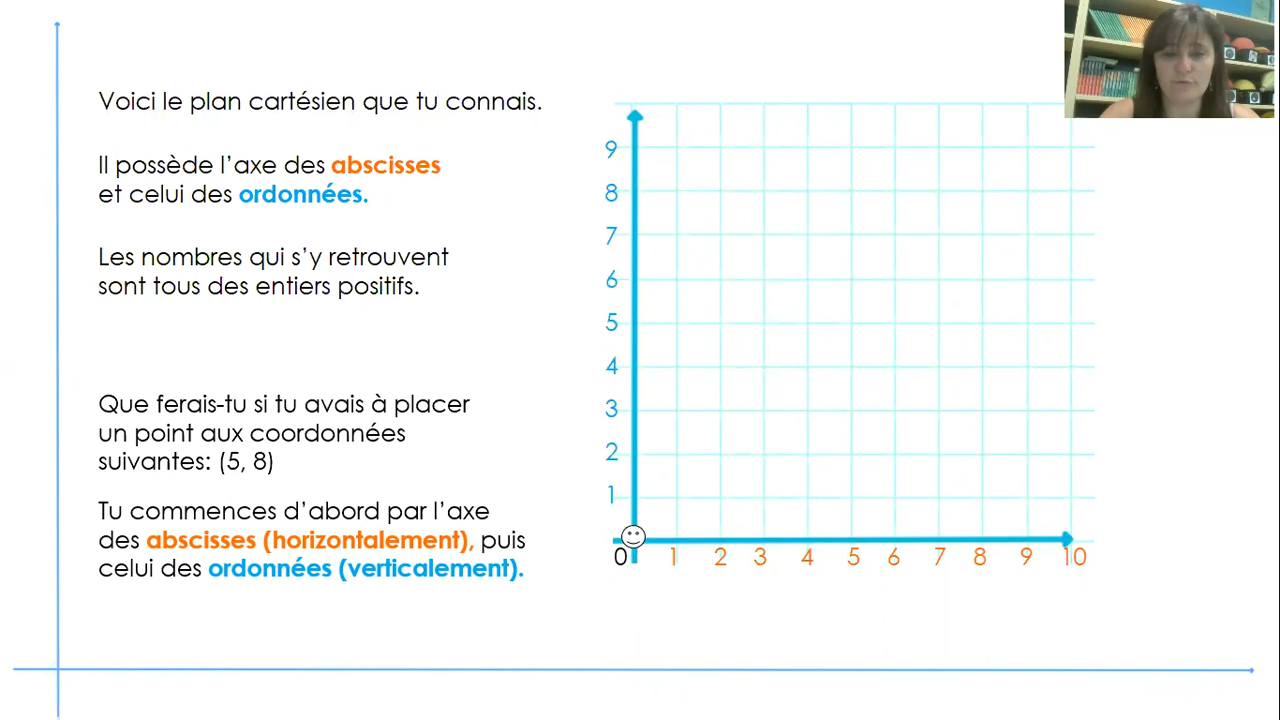 Voici le plan cartésien que tu connais.
Il possède l'axe des abscisses
et celui des ordonnées.
Les nombres qui s'y retrouvent
sont tous des entiers positifs.
Que ferais-tu si tu avais à placer
un point aux coordonnées
suivantes: (5, 8)
Tu commences d'abord par l'axe
des abscisses (horizontalement), puis
celui des ordonnées (verticalement).
9
8
7
6
5
4
3
2
1
0 1 2 3 4 5 6 7 8 9 10